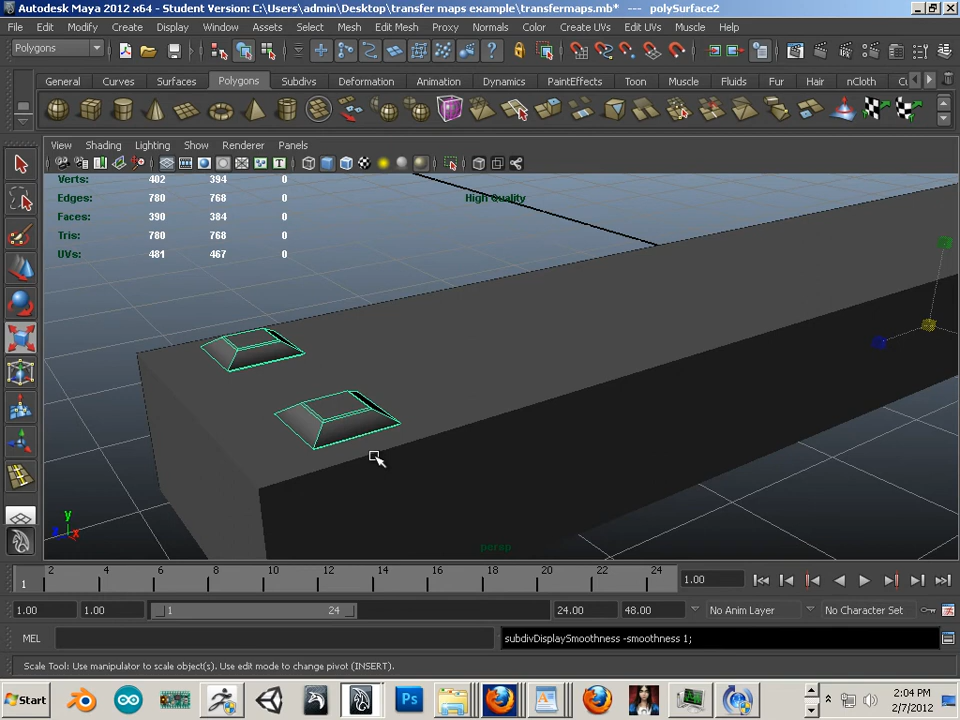 Autodesk Maya 2012 x64 - Student Version: C:\Users\admin\Desktop\transfer maps example\transfermaps.mb* --- polySurface2
File Edit Modify Create Display Window Assets Select Mesh Edit Mesh Proxy Normals Color Create UVs Edit UVs Muscle Help
Polygons
General Curves Surfaces Polygons Subdivs Deformation Animation Dynamics PaintEffects Toon Muscle Fluids Fur Hair nCloth
View Shading Lighting Show Renderer Panels
Verts: 402 394 0
Edges: 780 768 0
Faces: 390 384 0
Tris: 780 768 0
UVs: 481 467 0
High Quality
y
x
persp
2 4 6 8 10 12 14 16 18 20 22 24
1
1.00
1.00 1.00 1 24 24.00 48.00 No Anim Layer No Character Set
MEL subdivDisplaySmoothness -smoothness 1;
Scale Tool: Use manipulator to scale object(s). Use edit mode to change pivot (INSERT).
Start Ps 2:04 PM
2/7/2012